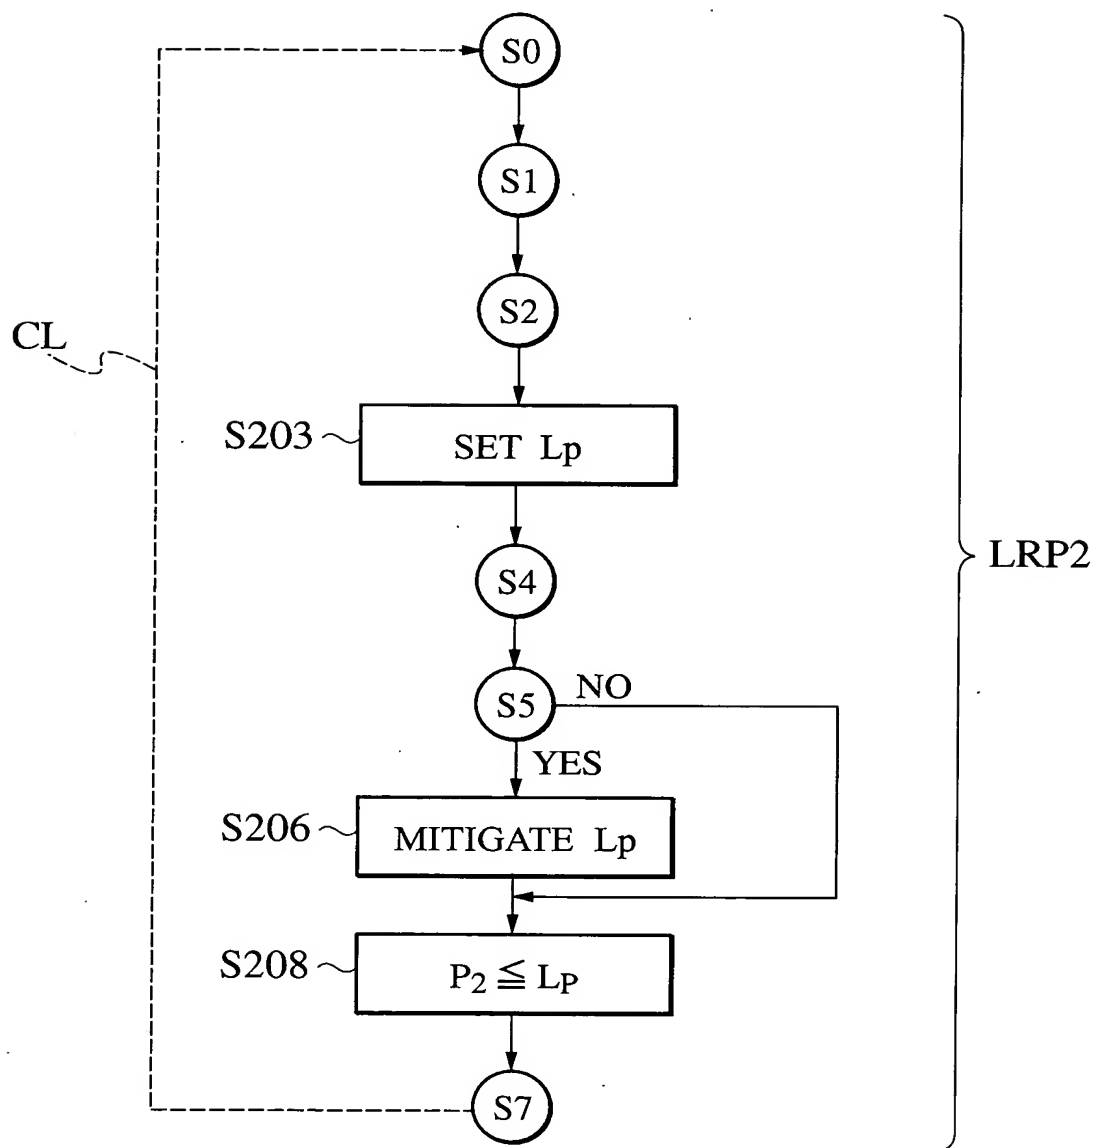 S0
S1
S2
CL
S203
SET Lp
LRP2
S4
S5
NO
YES
S206
MITIGATE Lp
S208
P2 ≦ LP
S7